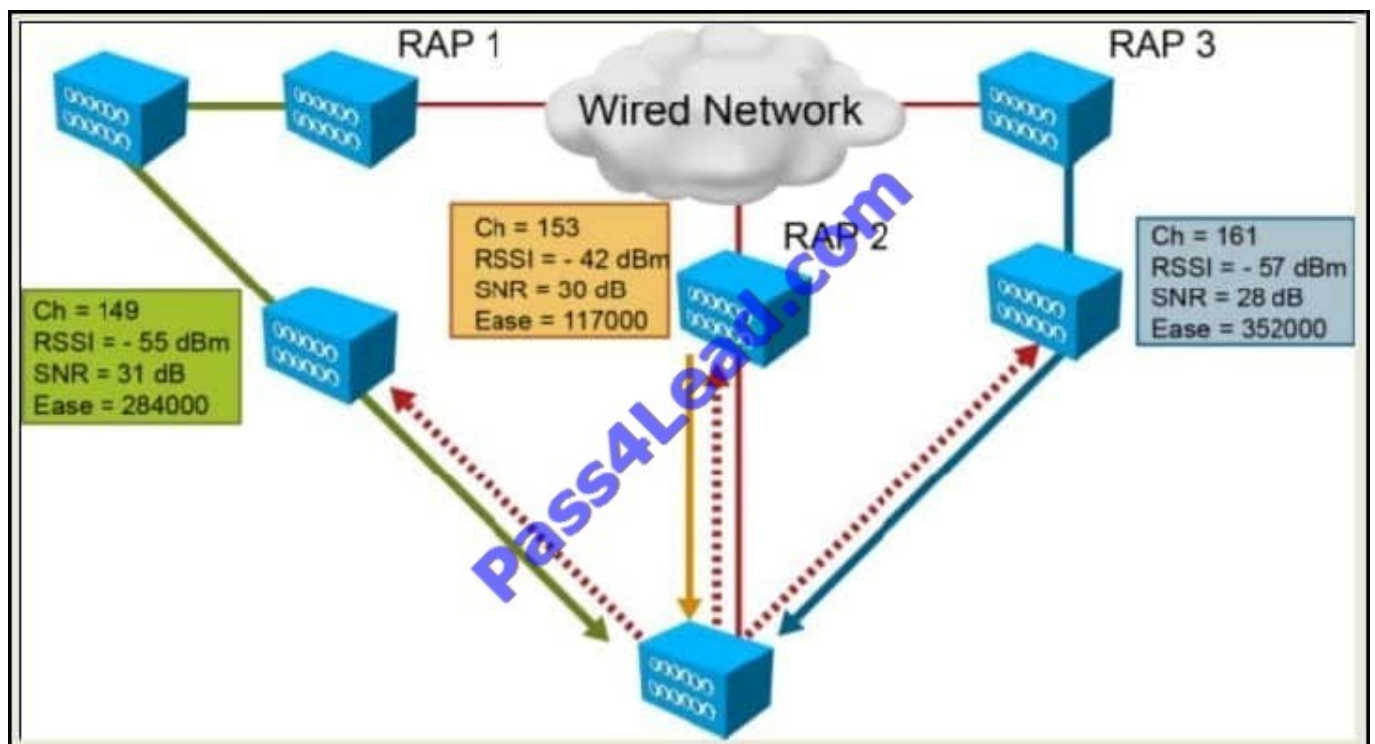 RAP 1
RAP 3
Wired Network
RAP 2
Ch = 153
RSSI = - 42 dBm
SNR = 30 dB
Ease = 117000
Ch = 161
RSSI = - 57 dBm
SNR = 28 dB
Ease = 352000
Ch = 149
RSSI = - 55 dBm
SNR = 31 dB
Ease = 284000
Pass4Lead.com